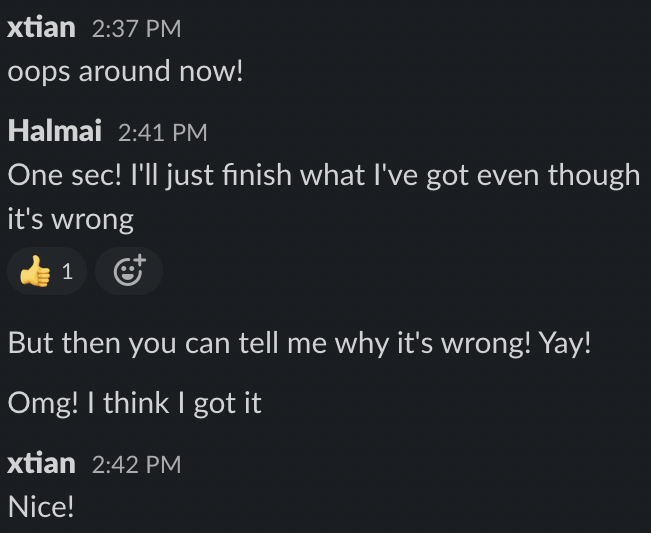 xtian 2:37 PM
oops around now!
Halmai 2:41 PM
One sec! I'll just finish what I've got even though
it's wrong
👍 1
But then you can tell me why it's wrong! Yay!
Omg! I think I got it
xtian 2:42 PM
Nice!